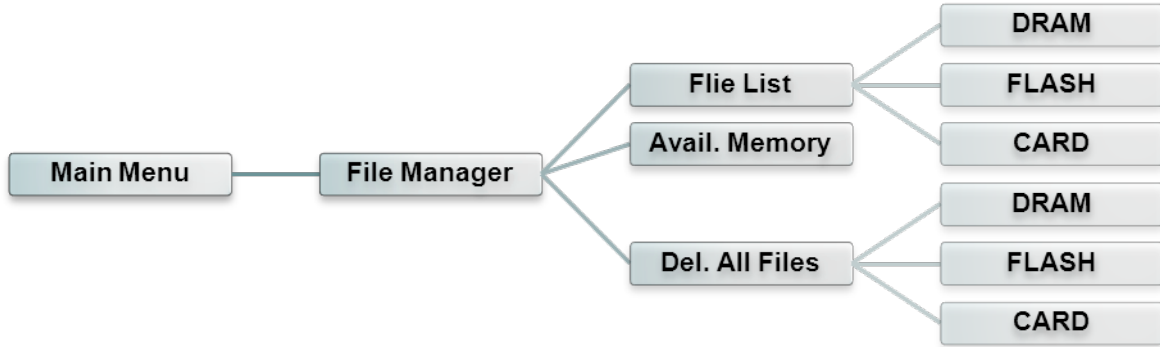 Main Menu
File Manager
Flie List
DRAM
FLASH
CARD
Avail. Memory
Del. All Files
DRAM
FLASH
CARD